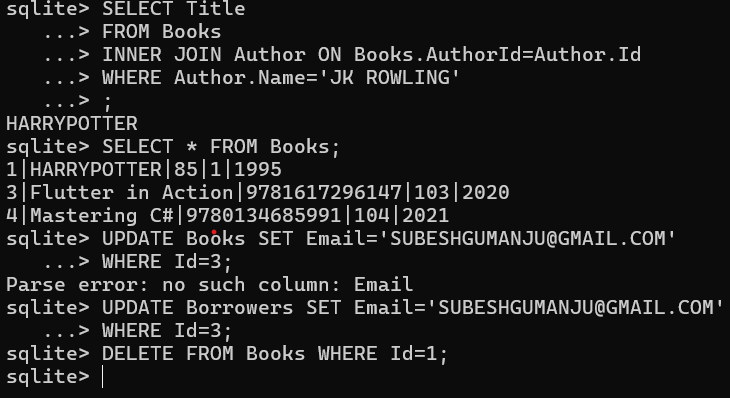 sqlite> SELECT Title
   ...> FROM Books
   ...> INNER JOIN Author ON Books.AuthorId=Author.Id
   ...> WHERE Author.Name='JK ROWLING'
   ...> ;
HARRYPOTTER
sqlite> SELECT * FROM Books;
1|HARRYPOTTER|85|1|1995
3|Flutter in Action|9781617296147|103|2020
4|Mastering C#|9780134685991|104|2021
sqlite> UPDATE Books SET Email='SUBESHGUMANJU@GMAIL.COM'
   ...> WHERE Id=3;
Parse error: no such column: Email
sqlite> UPDATE Borrowers SET Email='SUBESHGUMANJU@GMAIL.COM'
   ...> WHERE Id=3;
sqlite> DELETE FROM Books WHERE Id=1;
sqlite>